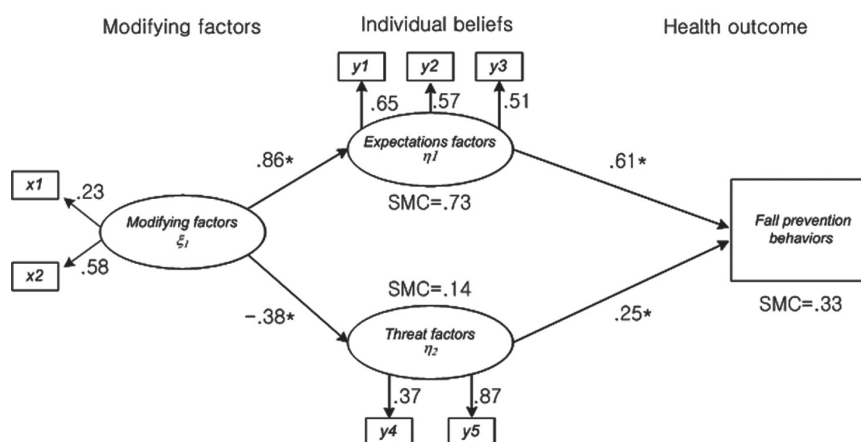 Modifying factors
Individual beliefs
Health outcome
y1
y2
y3
.65
.57
.51
Expectations factors
η1
SMC=.73
.86*
.61*
x1
.23
Modifying factors
ξ1
x2
.58
Fall prevention
behaviors
SMC=.33
-.38*
SMC=.14
Threat factors
η2
.25*
.37
.87
y4
y5